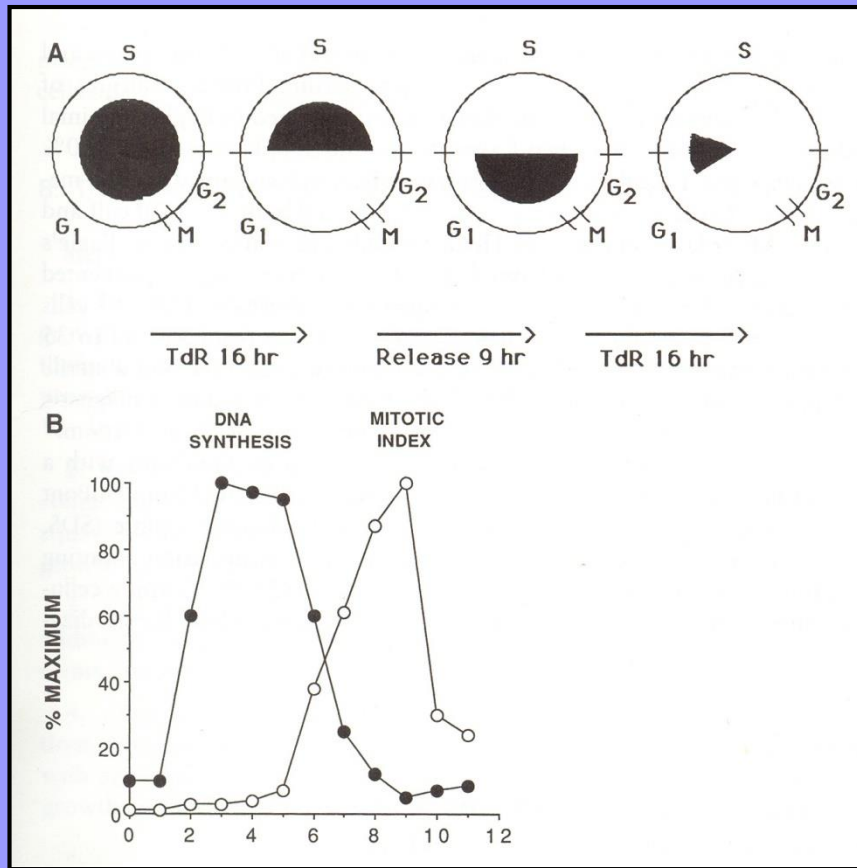 A
S
S
S
S
G₁
M
G₂
G₁
M
G₂
G₁
M
G₂
G₁
M
G₂
TdR 16 hr
Release 9 hr
TdR 16 hr
B
DNA
SYNTHESIS
MITOTIC
INDEX
% MAXIMUM
100
80
60
40
20
0
0
2
4
6
8
10
12